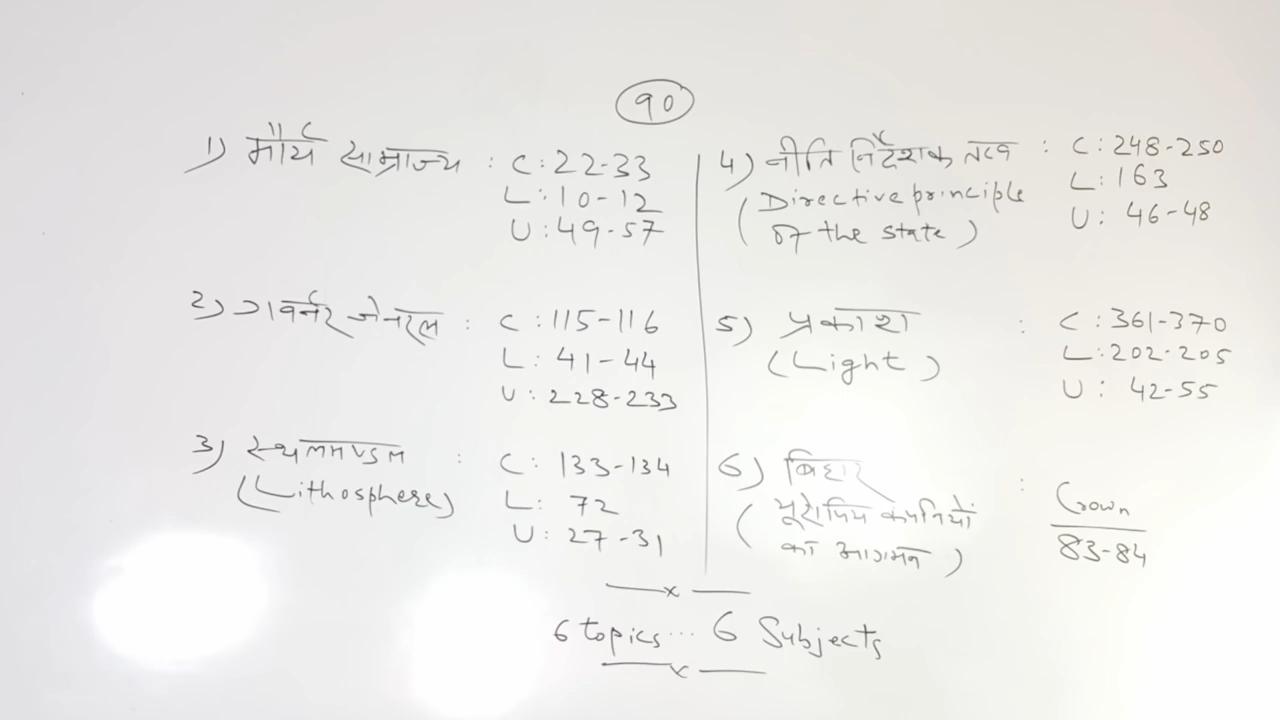 90
1) मौर्य साम्राज्य : C: 22-33
L: 10-12
U: 49-57
2) गवर्नर जेनरल : C: 115-116
L: 41-44
U: 228-233
3) स्थलमण्डल : C: 133-134
(Lithosphere) L: 72
U: 27-31
4) नीति निर्देशक तत्व : C: 248-250
(Directive principle L: 163
of the state) U: 46-48
5) प्रकाश : C: 361-370
(Light) L: 202-205
U: 42-55
6) बिहार : Crown
(यूरोपिय कंपनियों 83-84
का आगमन)
x
6 topics... 6 Subjects
x